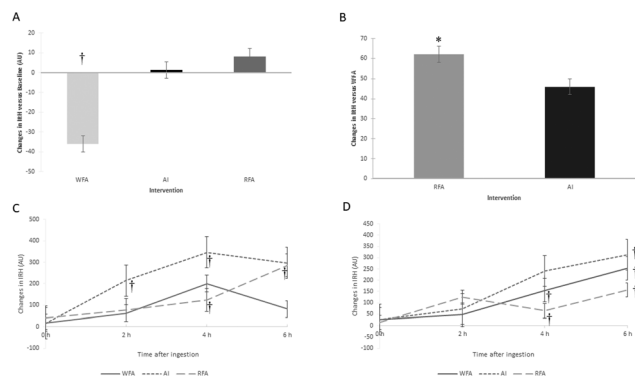 A
Changes in IRH versus Baseline (AU)
20
10
0
-10
-20
-30
-40
-50
†
WFA
AI
RFA
Intervention
B
Changes in IRH versus WFA
70
60
50
40
30
20
10
0
*
RFA
AI
Intervention
C
Changes in IRH (AU)
500
400
300
200
100
0
-100
0 h
2 h
4 h
6 h
†
†
†
†
Time after ingestion
WFA
AI
RFA
D
Changes in IRH (AU)
450
400
350
300
250
200
150
100
50
0
-50
-100
0 h
2 h
4 h
6 h
†
†
Time after ingestion
WFA
AI
RFA